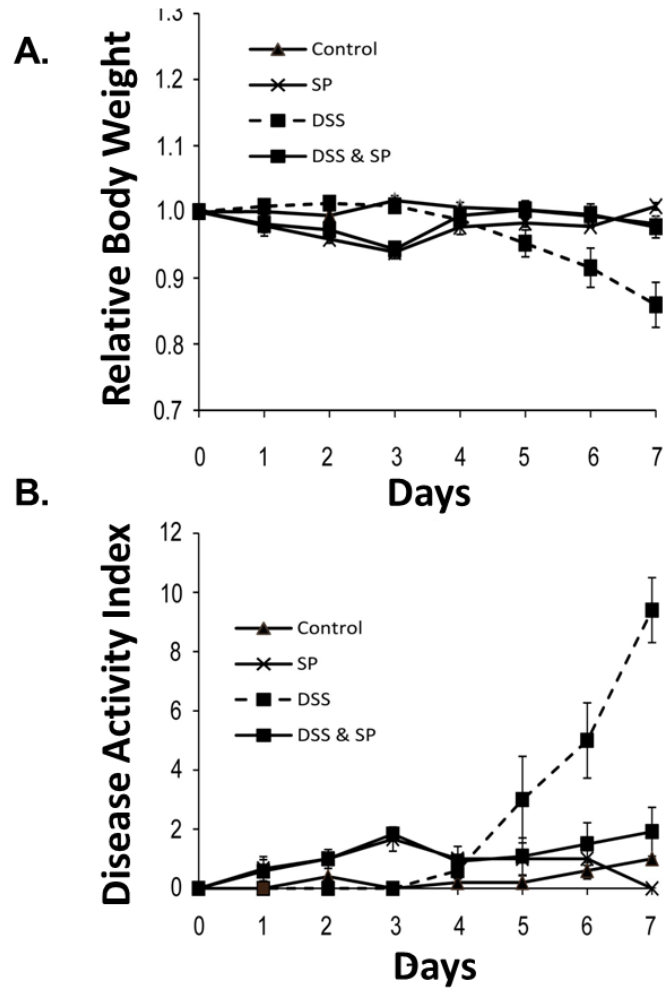 A.
Relative Body Weight
1.3
1.2
1.1
1.0
0.9
0.8
0.7
Control
SP
DSS
DSS & SP
0 1 2 3 4 5 6 7
Days
B.
Disease Activity Index
12
10
8
6
4
2
0
Control
SP
DSS
DSS & SP
0 1 2 3 4 5 6 7
Days